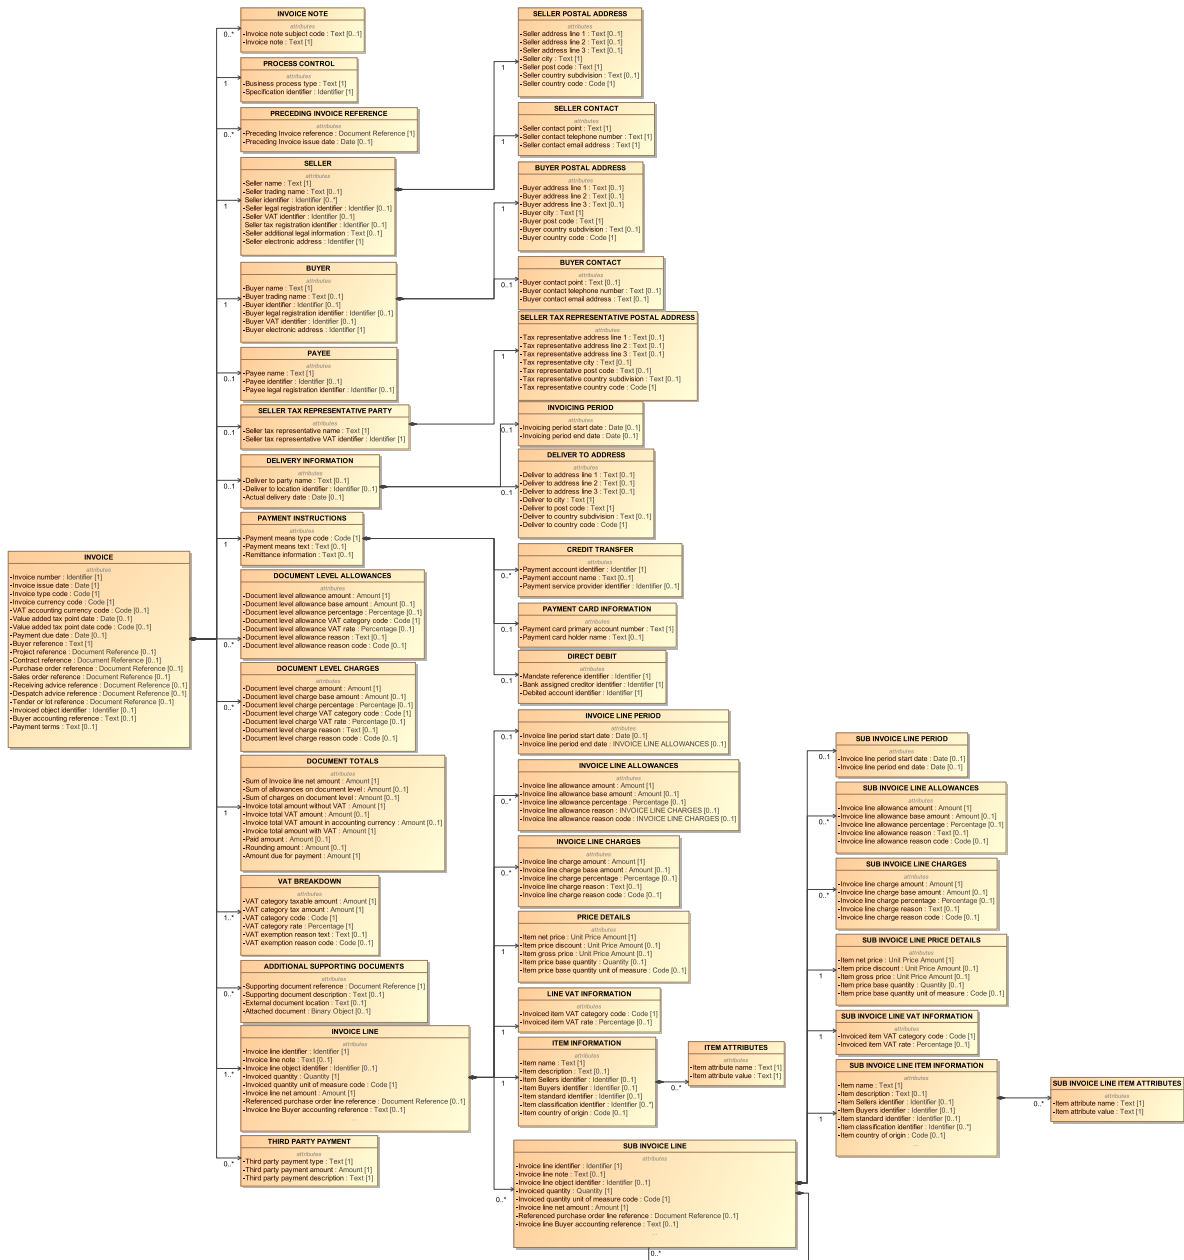 INVOICE
attributes
-Invoice number : Identifier [1]
-Invoice issue date : Date [1]
-Invoice type code : Code [1]
-Invoice currency code : Code [1]
-VAT accounting currency code : Code [0..1]
-Value added tax point date : Date [0..1]
-Value added tax point date code : Code [0..1]
-Payment due date : Date [0..1]
-Buyer reference : Text [1]
-Project reference : Document Reference [0..1]
-Contract reference : Document Reference [0..1]
-Purchase order reference : Document Reference [0..1]
-Sales order reference : Document Reference [0..1]
-Receiving advice reference : Document Reference [0..1]
-Despatch advice reference : Document Reference [0..1]
-Tender or lot reference : Document Reference [0..1]
-Invoiced object identifier : Identifier [0..1]
-Buyer accounting reference : Text [0..1]
-Payment terms : Text [0..1]
0..*
INVOICE NOTE
attributes
-Invoice note subject code : Text [0..1]
-Invoice note : Text [1]
1
PROCESS CONTROL
attributes
-Business process type : Text [1]
-Specification identifier : Identifier [1]
0..*
PRECEDING INVOICE REFERENCE
attributes
-Preceding Invoice reference : Document Reference [1]
-Preceding Invoice issue date : Date [0..1]
1
SELLER
attributes
-Seller name : Text [1]
-Seller trading name : Text [0..1]
Seller identifier : Identifier [0..*]
-Seller legal registration identifier : Identifier [0..1]
-Seller VAT identifier : Identifier [0..1]
Seller tax registration identifier : Identifier [0..1]
-Seller additional legal information : Text [0..1]
-Seller electronic address : Identifier [1]
1
BUYER
attributes
-Buyer name : Text [1]
-Buyer trading name : Text [0..1]
-Buyer identifier : Identifier [0..1]
-Buyer legal registration identifier : Identifier [0..1]
-Buyer VAT identifier : Identifier [0..1]
-Buyer electronic address : Identifier [1]
0..1
PAYEE
attributes
-Payee name : Text [1]
-Payee identifier : Identifier [0..1]
-Payee legal registration identifier : Identifier [0..1]
0..1
SELLER TAX REPRESENTATIVE PARTY
attributes
-Seller tax representative name : Text [1]
-Seller tax representative VAT identifier : Identifier [1]
0..1
DELIVERY INFORMATION
attributes
-Deliver to party name : Text [1]
-Deliver to location identifier : Identifier [0..1]
-Actual delivery date : Date [0..1]
1
PAYMENT INSTRUCTIONS
attributes
-Payment means type code : Code [1]
-Payment means text : Text [0..1]
-Remittance information : Text [0..1]
0..*
DOCUMENT LEVEL ALLOWANCES
attributes
-Document level allowance amount : Amount [1]
-Document level allowance base amount : Amount [0..1]
-Document level allowance percentage : Percentage [0..1]
-Document level allowance VAT category code : Code [1]
-Document level allowance VAT rate : Percentage [0..1]
-Document level allowance reason : Text [0..1]
-Document level allowance reason code : Code [0..1]
0..*
DOCUMENT LEVEL CHARGES
attributes
-Document level charge amount : Amount [1]
-Document level charge base amount : Amount [0..1]
-Document level charge percentage : Percentage [0..1]
-Document level charge VAT category code : Code [1]
-Document level charge VAT rate : Percentage [0..1]
-Document level charge reason : Text [0..1]
-Document level charge reason code : Code [0..1]
1
DOCUMENT TOTALS
attributes
-Sum of Invoice line net amount : Amount [1]
-Sum of allowances on document level : Amount [0..1]
-Sum of charges on document level : Amount [0..1]
-Invoice total amount without VAT : Amount [1]
-Invoice total VAT amount : Amount [0..1]
-Invoice total VAT amount in accounting currency : Amount [0..1]
-Invoice total amount with VAT : Amount [1]
-Paid amount : Amount [0..1]
-Rounding amount : Amount [0..1]
-Amount due for payment : Amount [1]
1..*
VAT BREAKDOWN
attributes
-VAT category taxable amount : Amount [1]
-VAT category tax amount : Amount [1]
-VAT category code : Code [1]
-VAT category rate : Percentage [1]
-VAT exemption reason text : Text [0..1]
-VAT exemption reason code : Code [0..1]
0..*
ADDITIONAL SUPPORTING DOCUMENTS
attributes
-Supporting document reference : Document Reference [1]
-Supporting document description : Text [0..1]
-External document location : Text [0..1]
-Attached document : Binary Object [0..1]
1..*
INVOICE LINE
attributes
-Invoice line identifier : Identifier [1]
-Invoice line note : Text [0..1]
-Invoice line object identifier : Identifier [0..1]
-Invoiced quantity : Quantity [1]
-Invoiced quantity unit of measure code : Code [1]
-Invoice line net amount : Amount [1]
-Referenced purchase order line reference : Document Reference [0..1]
-Invoice line Buyer accounting reference : Text [0..1]
...
0..*
THIRD PARTY PAYMENT
attributes
-Third party payment type : Text [1]
-Third party payment amount : Amount [1]
-Third party payment description : Text [1]
1
SELLER POSTAL ADDRESS
attributes
-Seller address line 1 : Text [0..1]
-Seller address line 2 : Text [0..1]
-Seller address line 3 : Text [0..1]
-Seller city : Text [1]
-Seller post code : Text [1]
-Seller country subdivision : Text [0..1]
-Seller country code : Code [1]
1
SELLER CONTACT
attributes
-Seller contact point : Text [1]
-Seller contact telephone number : Text [1]
-Seller contact email address : Text [1]
1
BUYER POSTAL ADDRESS
attributes
-Buyer address line 1 : Text [0..1]
-Buyer address line 2 : Text [0..1]
-Buyer address line 3 : Text [0..1]
-Buyer city : Text [1]
-Buyer post code : Text [1]
-Buyer country subdivision : Text [0..1]
-Buyer country code : Code [1]
0..1
BUYER CONTACT
attributes
-Buyer contact point : Text [0..1]
-Buyer contact telephone number : Text [0..1]
-Buyer contact email address : Text [0..1]
1
SELLER TAX REPRESENTATIVE POSTAL ADDRESS
attributes
-Tax representative address line 1 : Text [0..1]
-Tax representative address line 2 : Text [0..1]
-Tax representative address line 3 : Text [0..1]
-Tax representative city : Text [0..1]
-Tax representative post code : Text [0..1]
-Tax representative country subdivision : Text [0..1]
-Tax representative country code : Code [1]
0..1
INVOICING PERIOD
attributes
-Invoicing period start date : Date [0..1]
-Invoicing period end date : Date [0..1]
0..1
DELIVER TO ADDRESS
attributes
-Deliver to address line 1 : Text [0..1]
-Deliver to address line 2 : Text [0..1]
-Deliver to address line 3 : Text [0..1]
-Deliver to city : Text [1]
-Deliver to post code : Text [1]
-Deliver to country subdivision : Text [0..1]
-Deliver to country code : Code [1]
0..*
CREDIT TRANSFER
attributes
-Payment account identifier : Identifier [1]
-Payment account name : Text [0..1]
-Payment service provider identifier : Identifier [0..1]
0..1
PAYMENT CARD INFORMATION
attributes
-Payment card primary account number : Text [1]
-Payment card holder name : Text [0..1]
0..1
DIRECT DEBIT
attributes
-Mandate reference identifier : Identifier [1]
-Bank assigned creditor identifier : Identifier [1]
-Debited account identifier : Identifier [1]
0..1
INVOICE LINE PERIOD
attributes
-Invoice line period start date : Date [0..1]
-Invoice line period end date : INVOICE LINE ALLOWANCES [0..1]
0..*
INVOICE LINE ALLOWANCES
attributes
-Invoice line allowance amount : Amount [1]
-Invoice line allowance base amount : Amount [0..1]
-Invoice line allowance percentage : Percentage [0..1]
-Invoice line allowance reason : INVOICE LINE CHARGES [0..1]
-Invoice line allowance reason code : INVOICE LINE CHARGES [0..1]
0..*
INVOICE LINE CHARGES
attributes
-Invoice line charge amount : Amount [1]
-Invoice line charge base amount : Amount [0..1]
-Invoice line charge percentage : Percentage [0..1]
-Invoice line charge reason : Text [0..1]
-Invoice line charge reason code : Code [0..1]
1
PRICE DETAILS
attributes
-Item net price : Unit Price Amount [1]
-Item price discount : Unit Price Amount [0..1]
-Item gross price : Unit Price Amount [0..1]
-Item price base quantity : Quantity [0..1]
-Item price base quantity unit of measure : Code [0..1]
1
LINE VAT INFORMATION
attributes
-Invoiced item VAT category code : Code [1]
-Invoiced item VAT rate : Percentage [0..1]
1
ITEM INFORMATION
attributes
-Item name : Text [1]
-Item description : Text [0..1]
-Item Sellers identifier : Identifier [0..1]
-Item Buyers identifier : Identifier [0..1]
-Item standard identifier : Identifier [0..1]
-Item classification identifier : Identifier [0..*]
-Item country of origin : Code [0..1]
0..*
ITEM ATTRIBUTES
attributes
-Item attribute name : Text [1]
-Item attribute value : Text [1]
0..*
SUB INVOICE LINE
attributes
-Invoice line identifier : Identifier [1]
-Invoice line note : Text [0..1]
-Invoice line object identifier : Identifier [0..1]
-Invoiced quantity : Quantity [1]
-Invoiced quantity unit of measure code : Code [1]
-Invoice line net amount : Amount [1]
-Referenced purchase order line reference : Document Reference [0..1]
-Invoice line Buyer accounting reference : Text [0..1]
...
0..*
0..1
SUB INVOICE LINE PERIOD
attributes
-Invoice line period start date : Date [0..1]
-Invoice line period end date : Date [0..1]
0..*
SUB INVOICE LINE ALLOWANCES
attributes
-Invoice line allowance amount : Amount [1]
-Invoice line allowance base amount : Amount [0..1]
-Invoice line allowance percentage : Percentage [0..1]
-Invoice line allowance reason : Text [0..1]
-Invoice line allowance reason code : Code [0..1]
0..*
SUB INVOICE LINE CHARGES
attributes
-Invoice line charge amount : Amount [1]
-Invoice line charge base amount : Amount [0..1]
-Invoice line charge percentage : Percentage [0..1]
-Invoice line charge reason : Text [0..1]
-Invoice line charge reason code : Code [0..1]
1
SUB INVOICE LINE PRICE DETAILS
attributes
-Item net price : Unit Price Amount [1]
-Item price discount : Unit Price Amount [0..1]
-Item gross price : Unit Price Amount [0..1]
-Item price base quantity : Quantity [0..1]
-Item price base quantity unit of measure : Code [0..1]
1
SUB INVOICE LINE VAT INFORMATION
attributes
-Invoiced item VAT category code : Code [1]
-Invoiced item VAT rate : Percentage [0..1]
1
SUB INVOICE LINE ITEM INFORMATION
attributes
-Item name : Text [1]
-Item description : Text [0..1]
-Item Sellers identifier : Identifier [0..1]
-Item Buyers identifier : Identifier [0..1]
-Item standard identifier : Identifier [0..1]
-Item classification identifier : Identifier [0..*]
-Item country of origin : Code [0..1]
...
0..*
SUB INVOICE LINE ITEM ATTRIBUTES
attributes
-Item attribute name : Text [1]
-Item attribute value : Text [1]